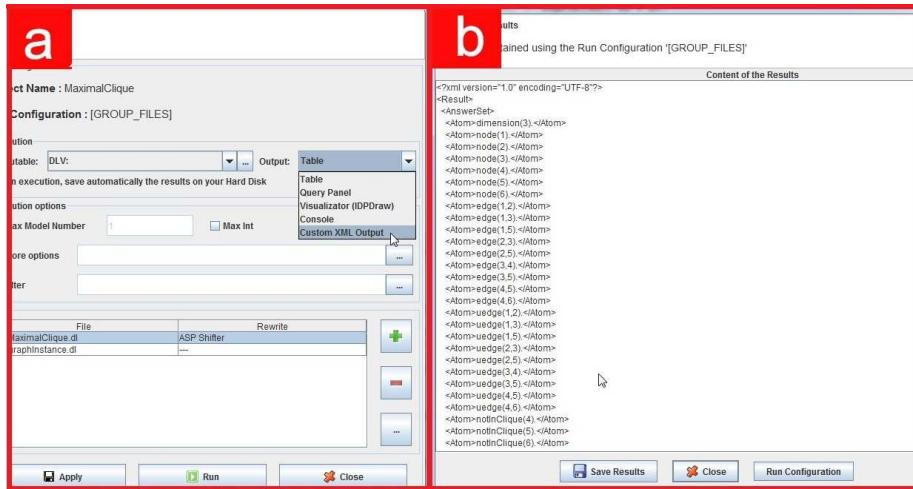 a
ct Name : MaximalClique
Configuration : [GROUP_FILES]
ution
utable: DLV: ... Output: Table
n execution, save automatically the results on your Hard Disk
Table
Query Panel
Visualizator (IDPDraw)
Console
Custom XML Output
ution options
ax Model Number 1 Max Int
ore options ...
lter ...
File Rewrite
MaximalClique.dl ASP Shifter
raphInstance.dl ---
...
Apply Run Close
b
ults
tained using the Run Configuration '[GROUP_FILES]'
Content of the Results
<?xml version="1.0" encoding="UTF-8"?>
<Result>
<AnswerSet>
<Atom>dimension(3).</Atom>
<Atom>node(1).</Atom>
<Atom>node(2).</Atom>
<Atom>node(3).</Atom>
<Atom>node(4).</Atom>
<Atom>node(5).</Atom>
<Atom>node(6).</Atom>
<Atom>edge(1,2).</Atom>
<Atom>edge(1,3).</Atom>
<Atom>edge(1,5).</Atom>
<Atom>edge(2,3).</Atom>
<Atom>edge(2,5).</Atom>
<Atom>edge(3,4).</Atom>
<Atom>edge(3,5).</Atom>
<Atom>edge(4,5).</Atom>
<Atom>edge(4,6).</Atom>
<Atom>uedge(1,2).</Atom>
<Atom>uedge(1,3).</Atom>
<Atom>uedge(1,5).</Atom>
<Atom>uedge(2,3).</Atom>
<Atom>uedge(2,5).</Atom>
<Atom>uedge(3,4).</Atom>
<Atom>uedge(3,5).</Atom>
<Atom>uedge(4,5).</Atom>
<Atom>uedge(4,6).</Atom>
<Atom>notInClique(4).</Atom>
<Atom>notInClique(5).</Atom>
<Atom>notInClique(6).</Atom>
Save Results Close Run Configuration